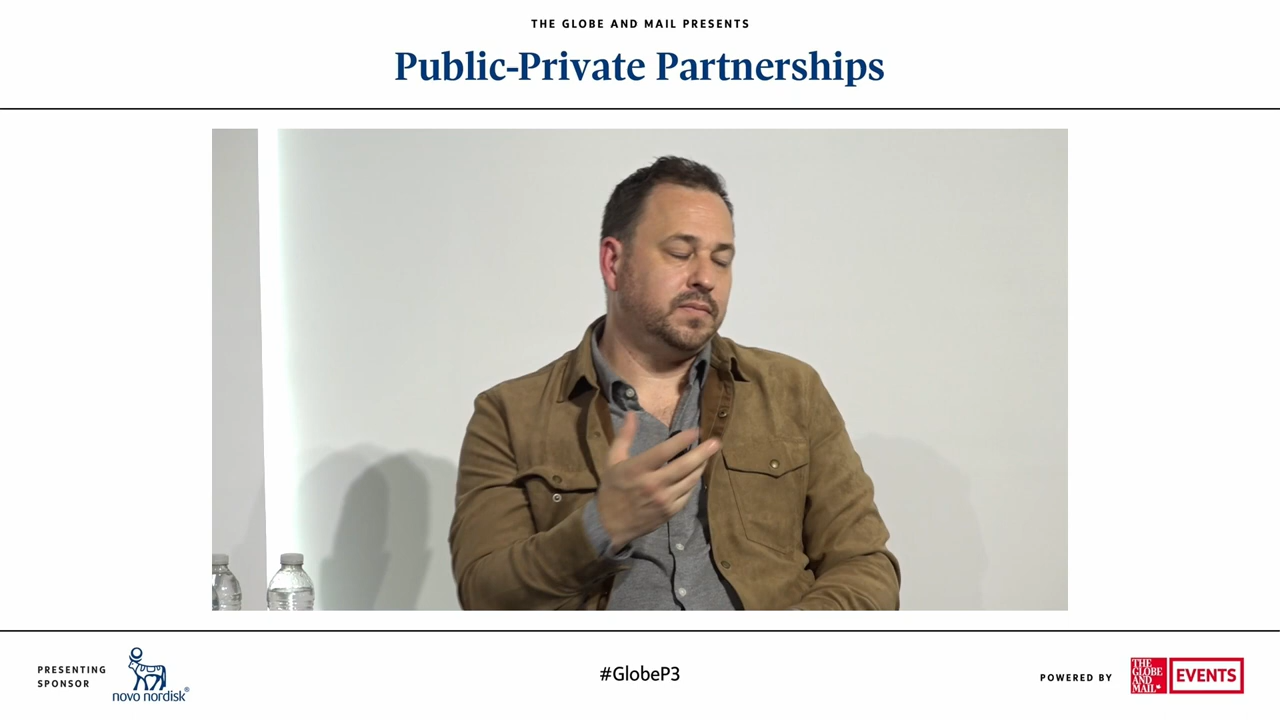 THE GLOBE AND MAIL PRESENTS
Public-Private Partnerships
PRESENTING
SPONSOR
novo nordisk®
#GlobeP3
POWERED BY
THE
GLOBE
AND
MAIL
EVENTS